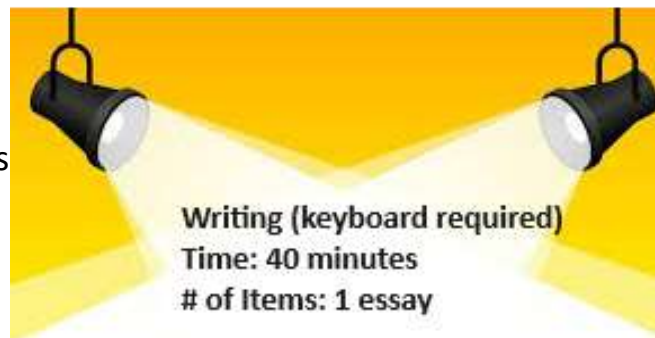 s
Writing (keyboard required)
Time: 40 minutes
# of Items: 1 essay